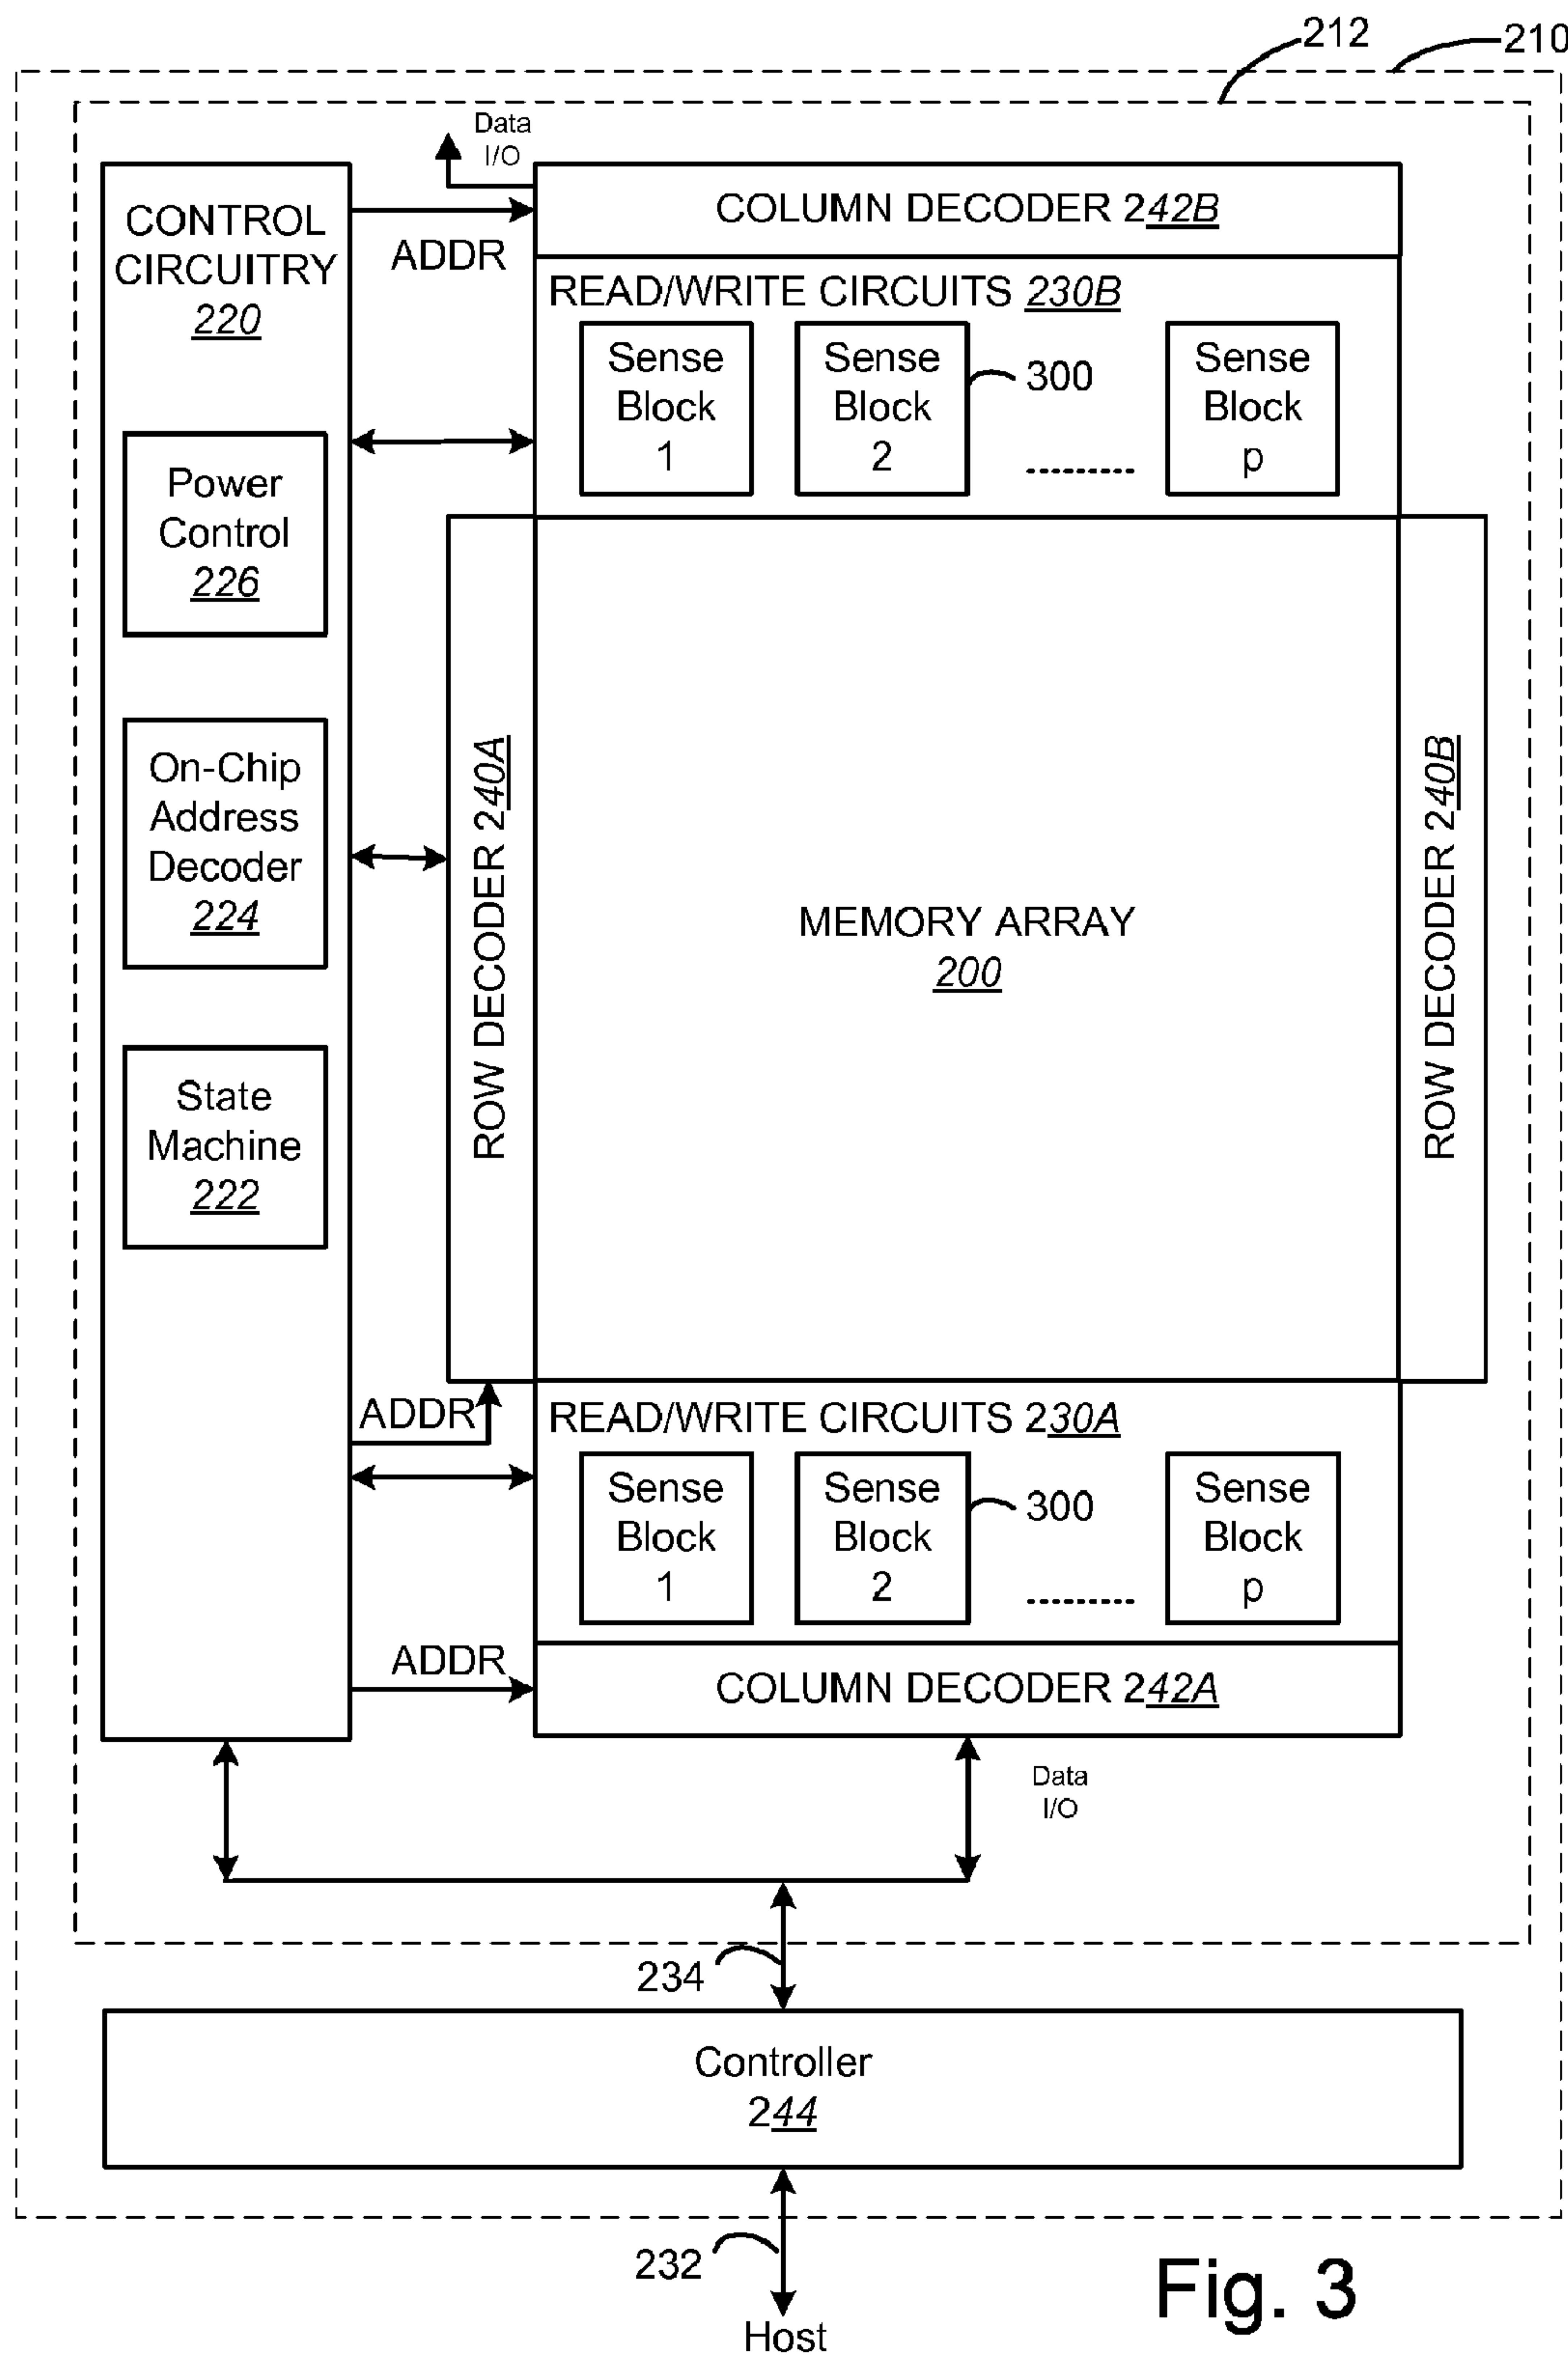 212
210
Data
I/O
CONTROL
CIRCUITRY
220
ADDR
COLUMN DECODER 242B
READ/WRITE CIRCUITS 230B
Sense
Block
1
Sense
Block
2
300
.........
Sense
Block
p
Power
Control
226
On-Chip
Address
Decoder
224
State
Machine
222
ROW DECODER 240A
MEMORY ARRAY
200
ROW DECODER 240B
ADDR
READ/WRITE CIRCUITS 230A
Sense
Block
1
Sense
Block
2
300
.........
Sense
Block
p
ADDR
COLUMN DECODER 242A
Data
I/O
234
Controller
244
232
Host
Fig. 3